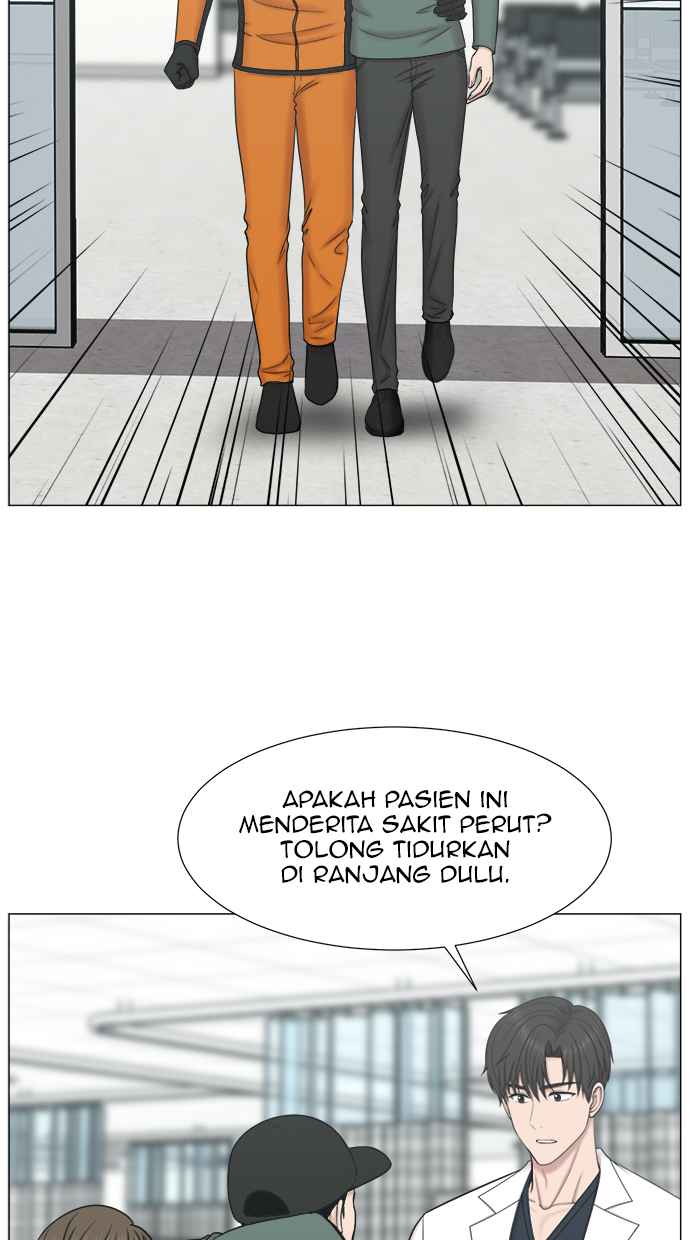 APAKAH PASIEN INI
MENDERITA SAKIT PERUT?
TOLONG TIDURKAN
DI RANJANG DULU.